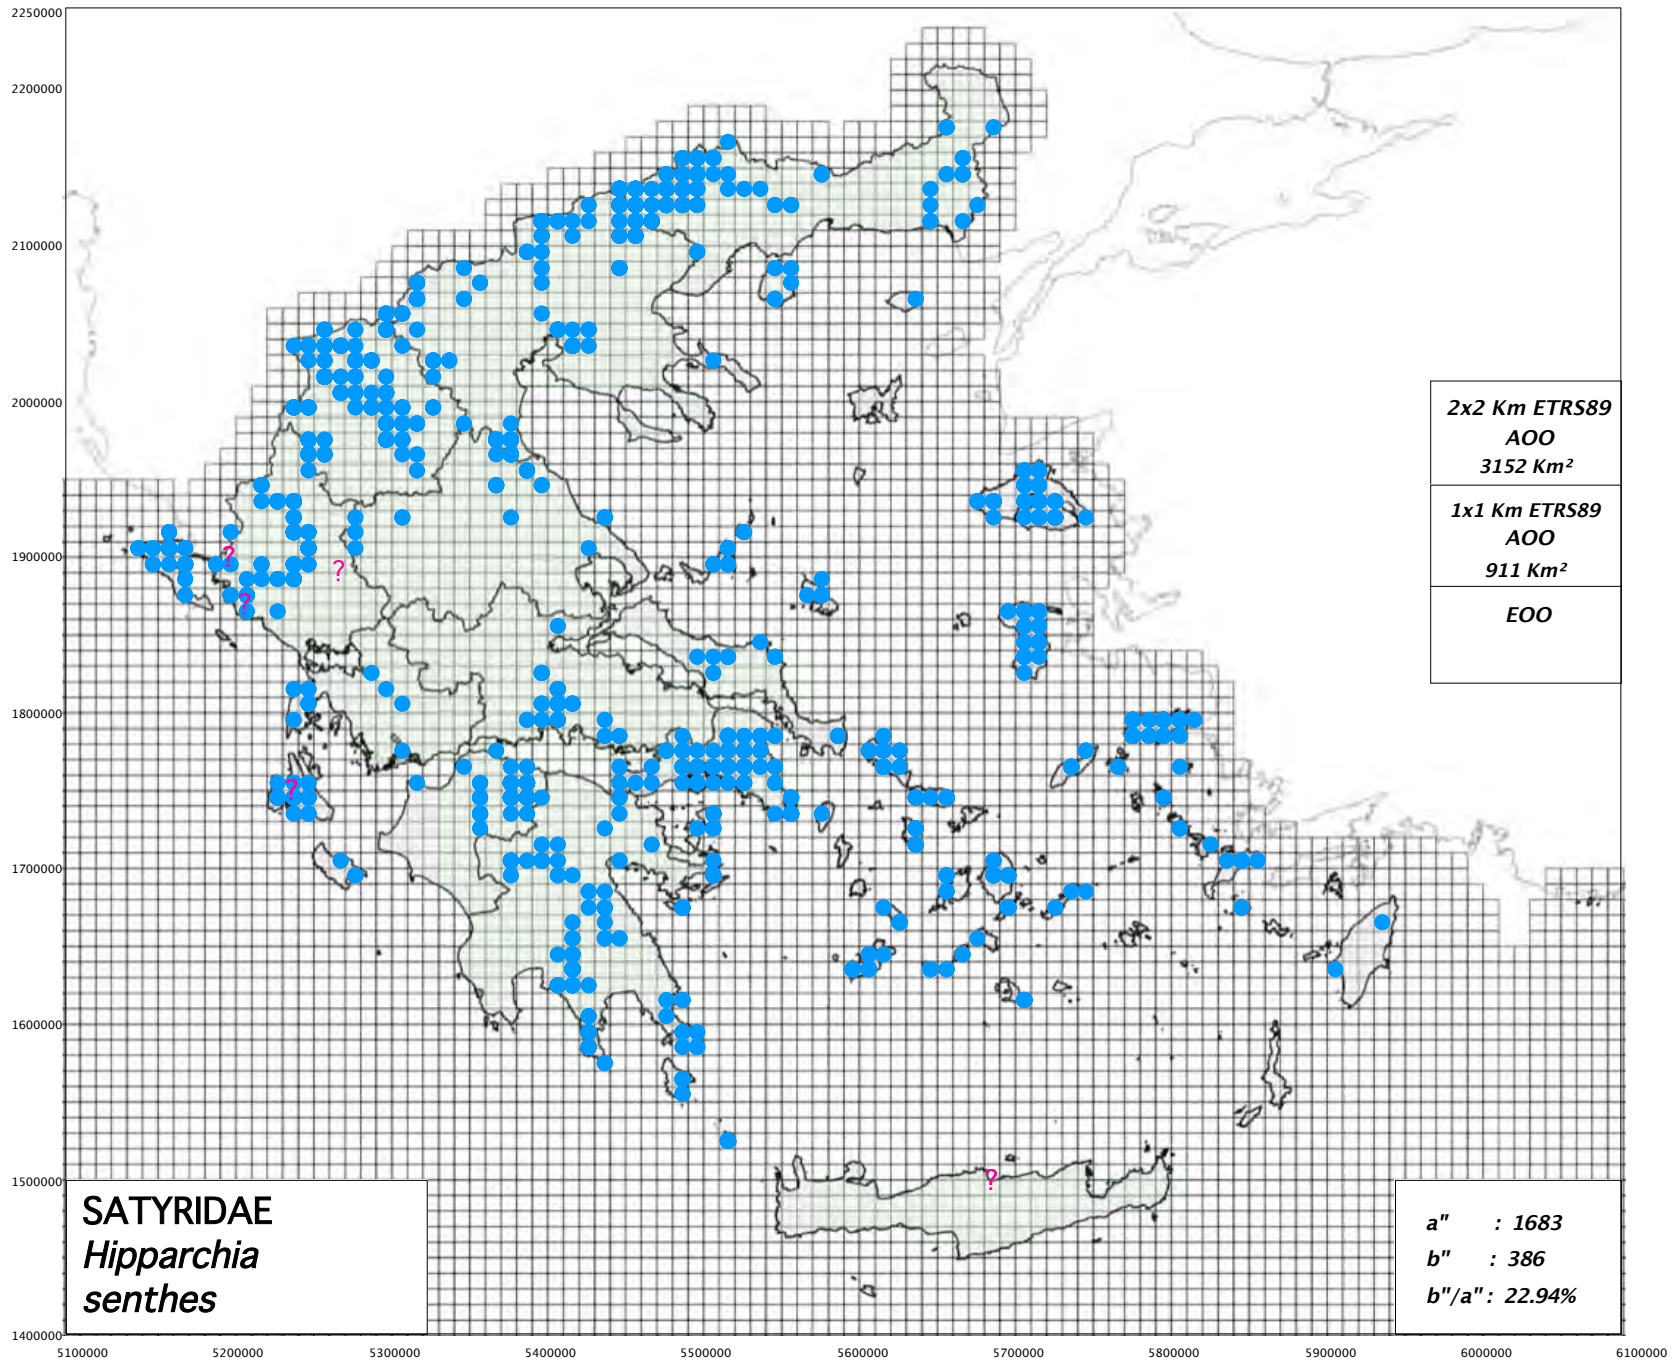 2250000
2200000
2100000
2000000
1900000
1800000
1700000
1600000
1500000
1400000
5100000 5200000 5300000 5400000 5500000 5600000 5700000 5800000 5900000 6000000 6100000
2x2 Km ETRS89
AOO
3152 Km²
1x1 Km ETRS89
AOO
911 Km²
EOO
?
?
?
?
?
SATYRIDAE
Hipparchia
senthes
a" : 1683
b" : 386
b"/a" : 22.94%